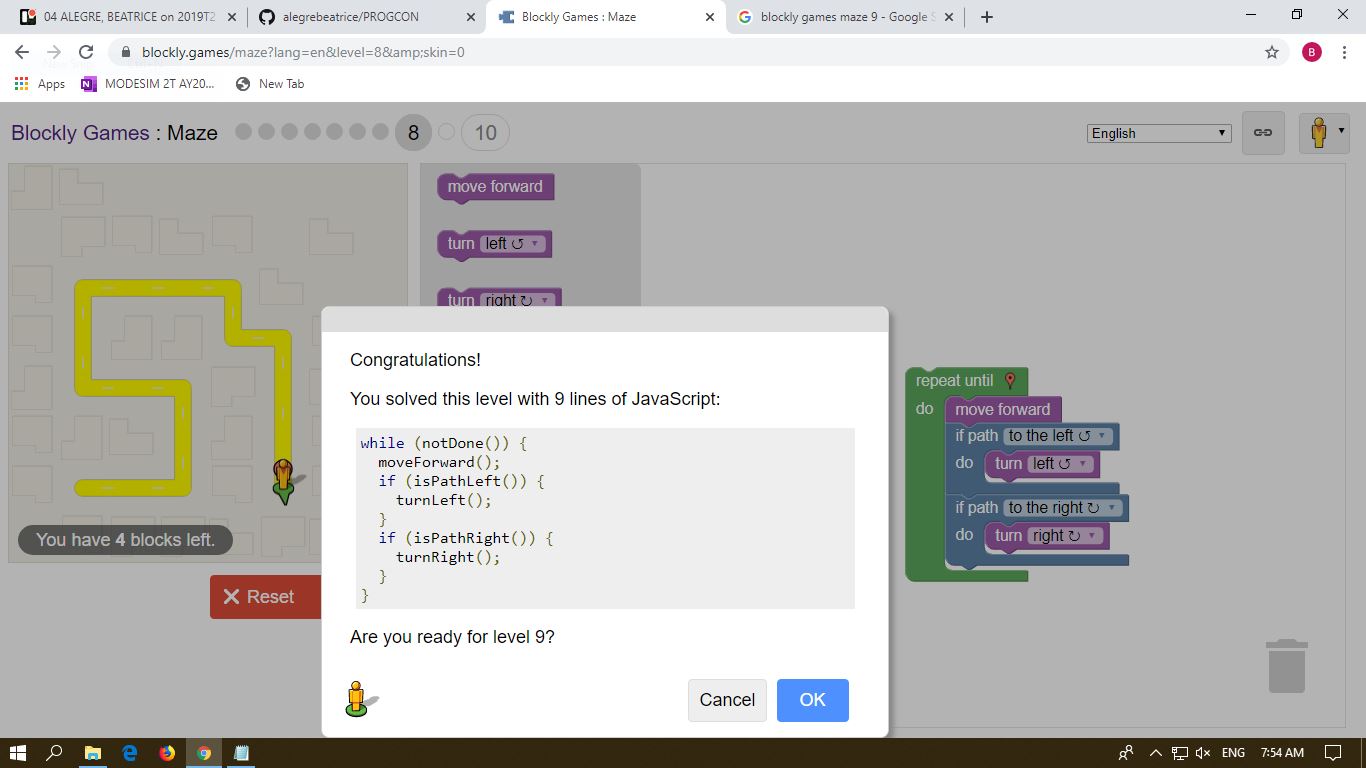 04 ALEGRE, BEATRICE on 2019T2
alegrebeatrice/PROGCON
Blockly Games : Maze
blockly games maze 9 - Google S
blockly.games/maze?lang=en&level=8&amp;skin=0
B
Apps
MODESIM 2T AY20...
New Tab
Blockly Games : Maze
8
10
English
move forward
turn left ↺
turn right ↻
You have 4 blocks left.
Reset
Congratulations!
You solved this level with 9 lines of JavaScript:
while (notDone()) {
moveForward();
if (isPathLeft()) {
turnLeft();
}
if (isPathRight()) {
turnRight();
}
}
Are you ready for level 9?
Cancel
OK
repeat until
do
move forward
if path to the left ↺
do turn left ↺
if path to the right ↻
do turn right ↻
ENG
7:54 AM